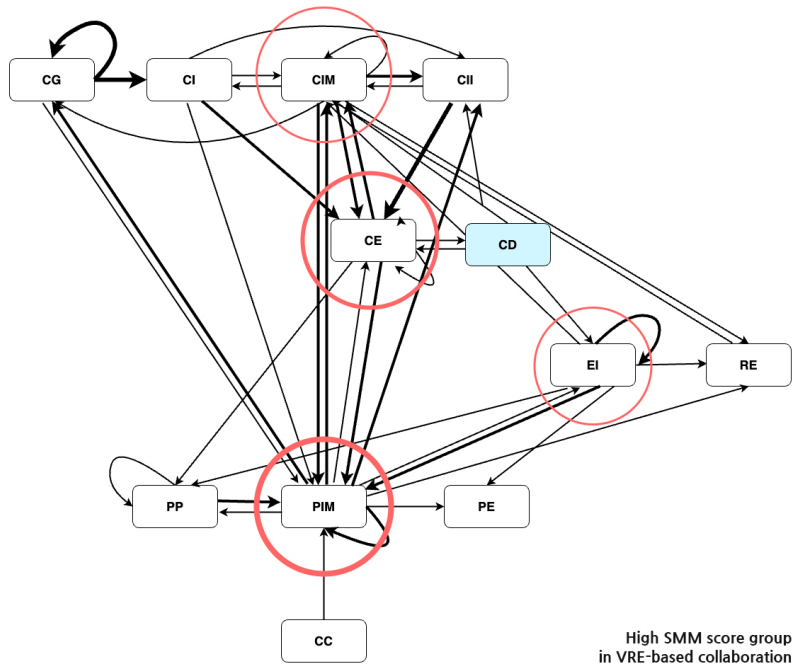 CG
CI
CIM
CII
CE
CD
EI
RE
PP
PIM
PE
CC
High SMM score group
in VRE-based collaboration